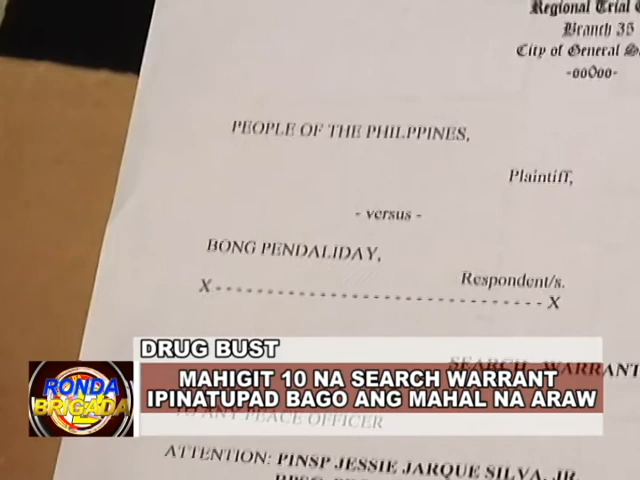 Regional Trial
Branch 35
City of General
-ooOoo-
PEOPLE OF THE PHILPPINES,
Plaintiff,
- versus -
BONG PENDALIDAY,
Respondent/s.
X - - - - - - - - - - - - - - - - - - - - - - - - - - - - - - - - X
DRUG BUST
SEARCH WARRANT
MAHIGIT 10 NA SEARCH WARRANT
IPINATUPAD BAGO ANG MAHAL NA ARAW
RONDA
BRIGADA
TO ANY PEACE OFFICER
ATTENTION: PINSP JESSIE JARQUE SILVA, JR.